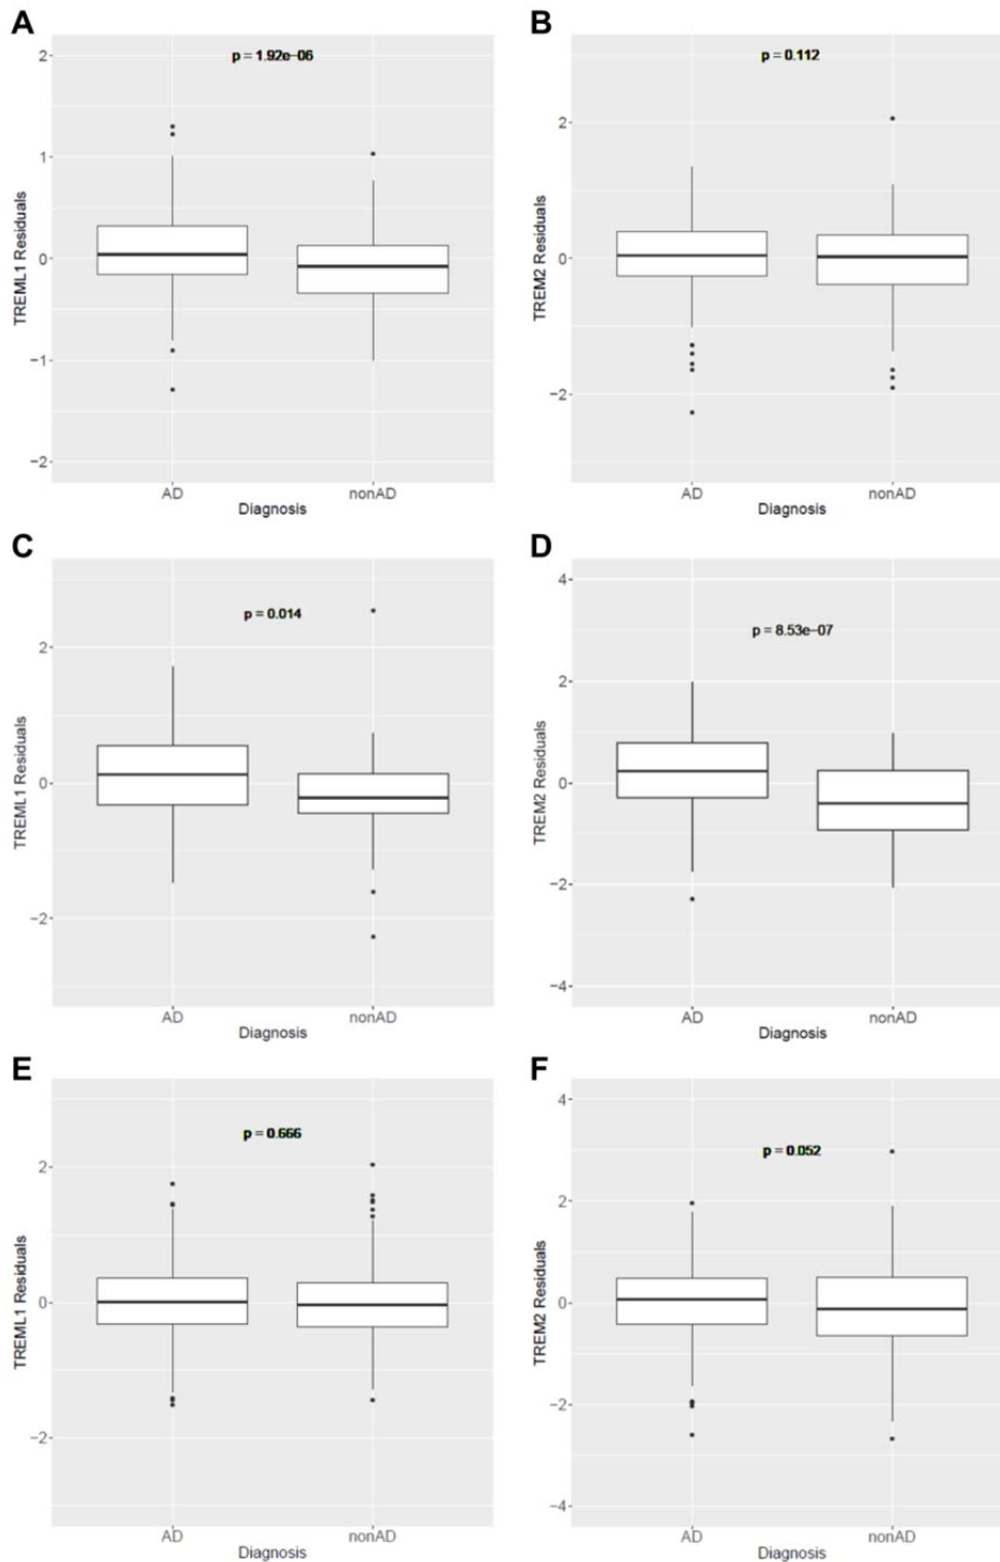 A
p = 1.92e−06
TREML1 Residuals
2
1
0
−1
−2
AD
nonAD
Diagnosis
B
p = 0.112
TREM2 Residuals
2
0
−2
AD
nonAD
Diagnosis
C
p = 0.014
TREML1 Residuals
2
0
−2
AD
nonAD
Diagnosis
D
p = 8.53e−07
TREM2 Residuals
4
2
0
−2
−4
AD
nonAD
Diagnosis
E
p = 0.666
TREML1 Residuals
2
0
−2
AD
nonAD
Diagnosis
F
p = 0.052
TREM2 Residuals
4
2
0
−2
−4
AD
nonAD
Diagnosis